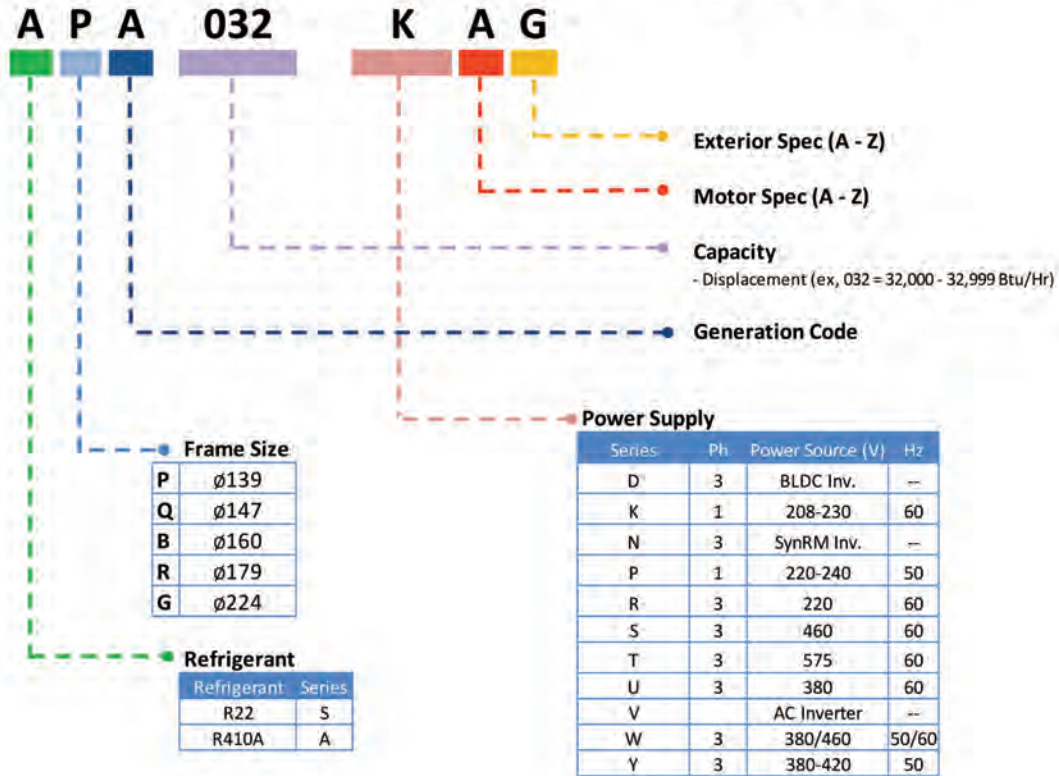 A P A 032 K A G
Exterior Spec (A - Z)
Motor Spec (A - Z)
Capacity
- Displacement (ex, 032 = 32,000 - 32,999 Btu/Hr)
Generation Code
Power Supply
Series Ph Power Source (V) Hz
D 3 BLDC Inv. --
K 1 208-230 60
N 3 SynRM Inv. --
P 1 220-240 50
R 3 220 60
S 3 460 60
T 3 575 60
U 3 380 60
V AC Inverter --
W 3 380/460 50/60
Y 3 380-420 50
Frame Size
P ø139
Q ø147
B ø160
R ø179
G ø224
Refrigerant
Refrigerant Series
R22 S
R410A A